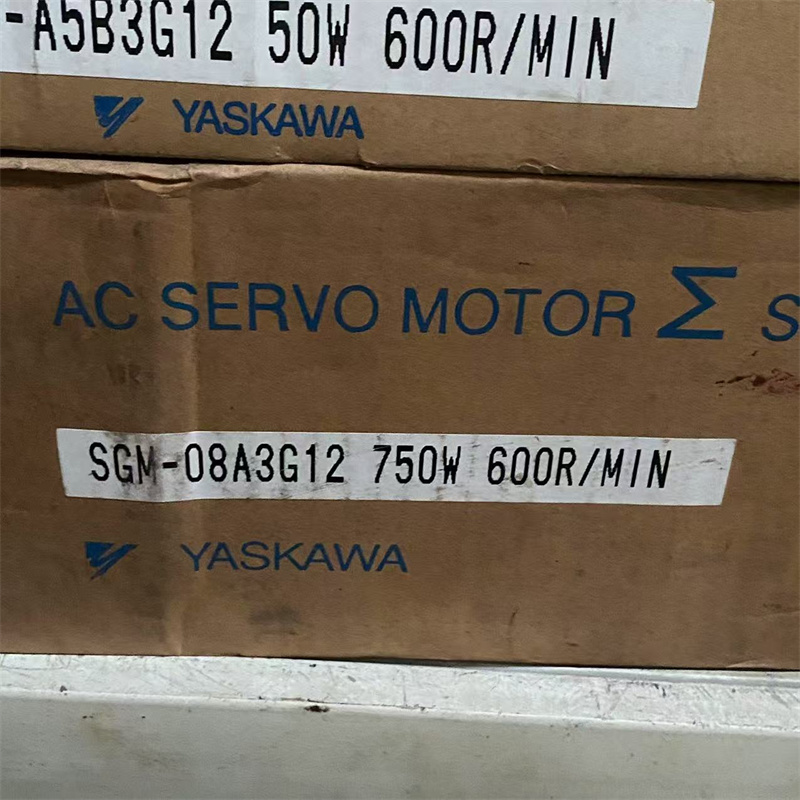 -A5B3G12 50W 600R/MIN
YASKAWA
AC SERVO MOTOR Σ S
SGM-08A3G12 750W 600R/MIN
YASKAWA